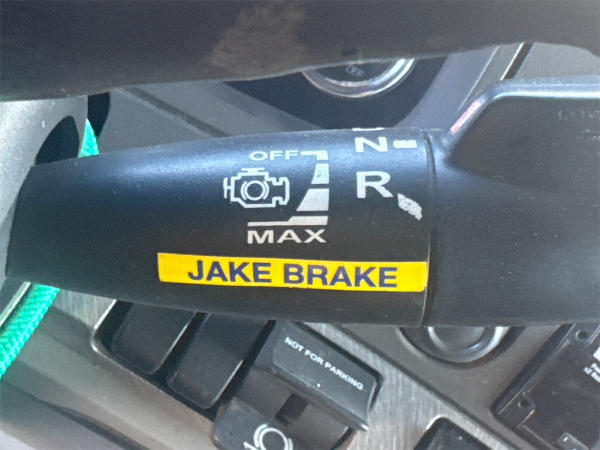 OFF
N
R
MAX
JAKE BRAKE
NOT FOR PARKING